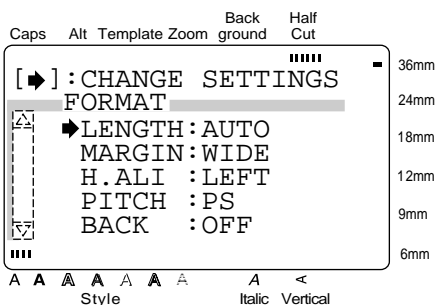 Back Half
Caps Alt Template Zoom ground Cut
[➡]:CHANGE SETTINGS
FORMAT
➡LENGTH:AUTO
MARGIN:WIDE
H.ALI :LEFT
PITCH :PS
BACK :OFF
36mm
24mm
18mm
12mm
9mm
6mm
A A A A A A A A A
Style Italic Vertical